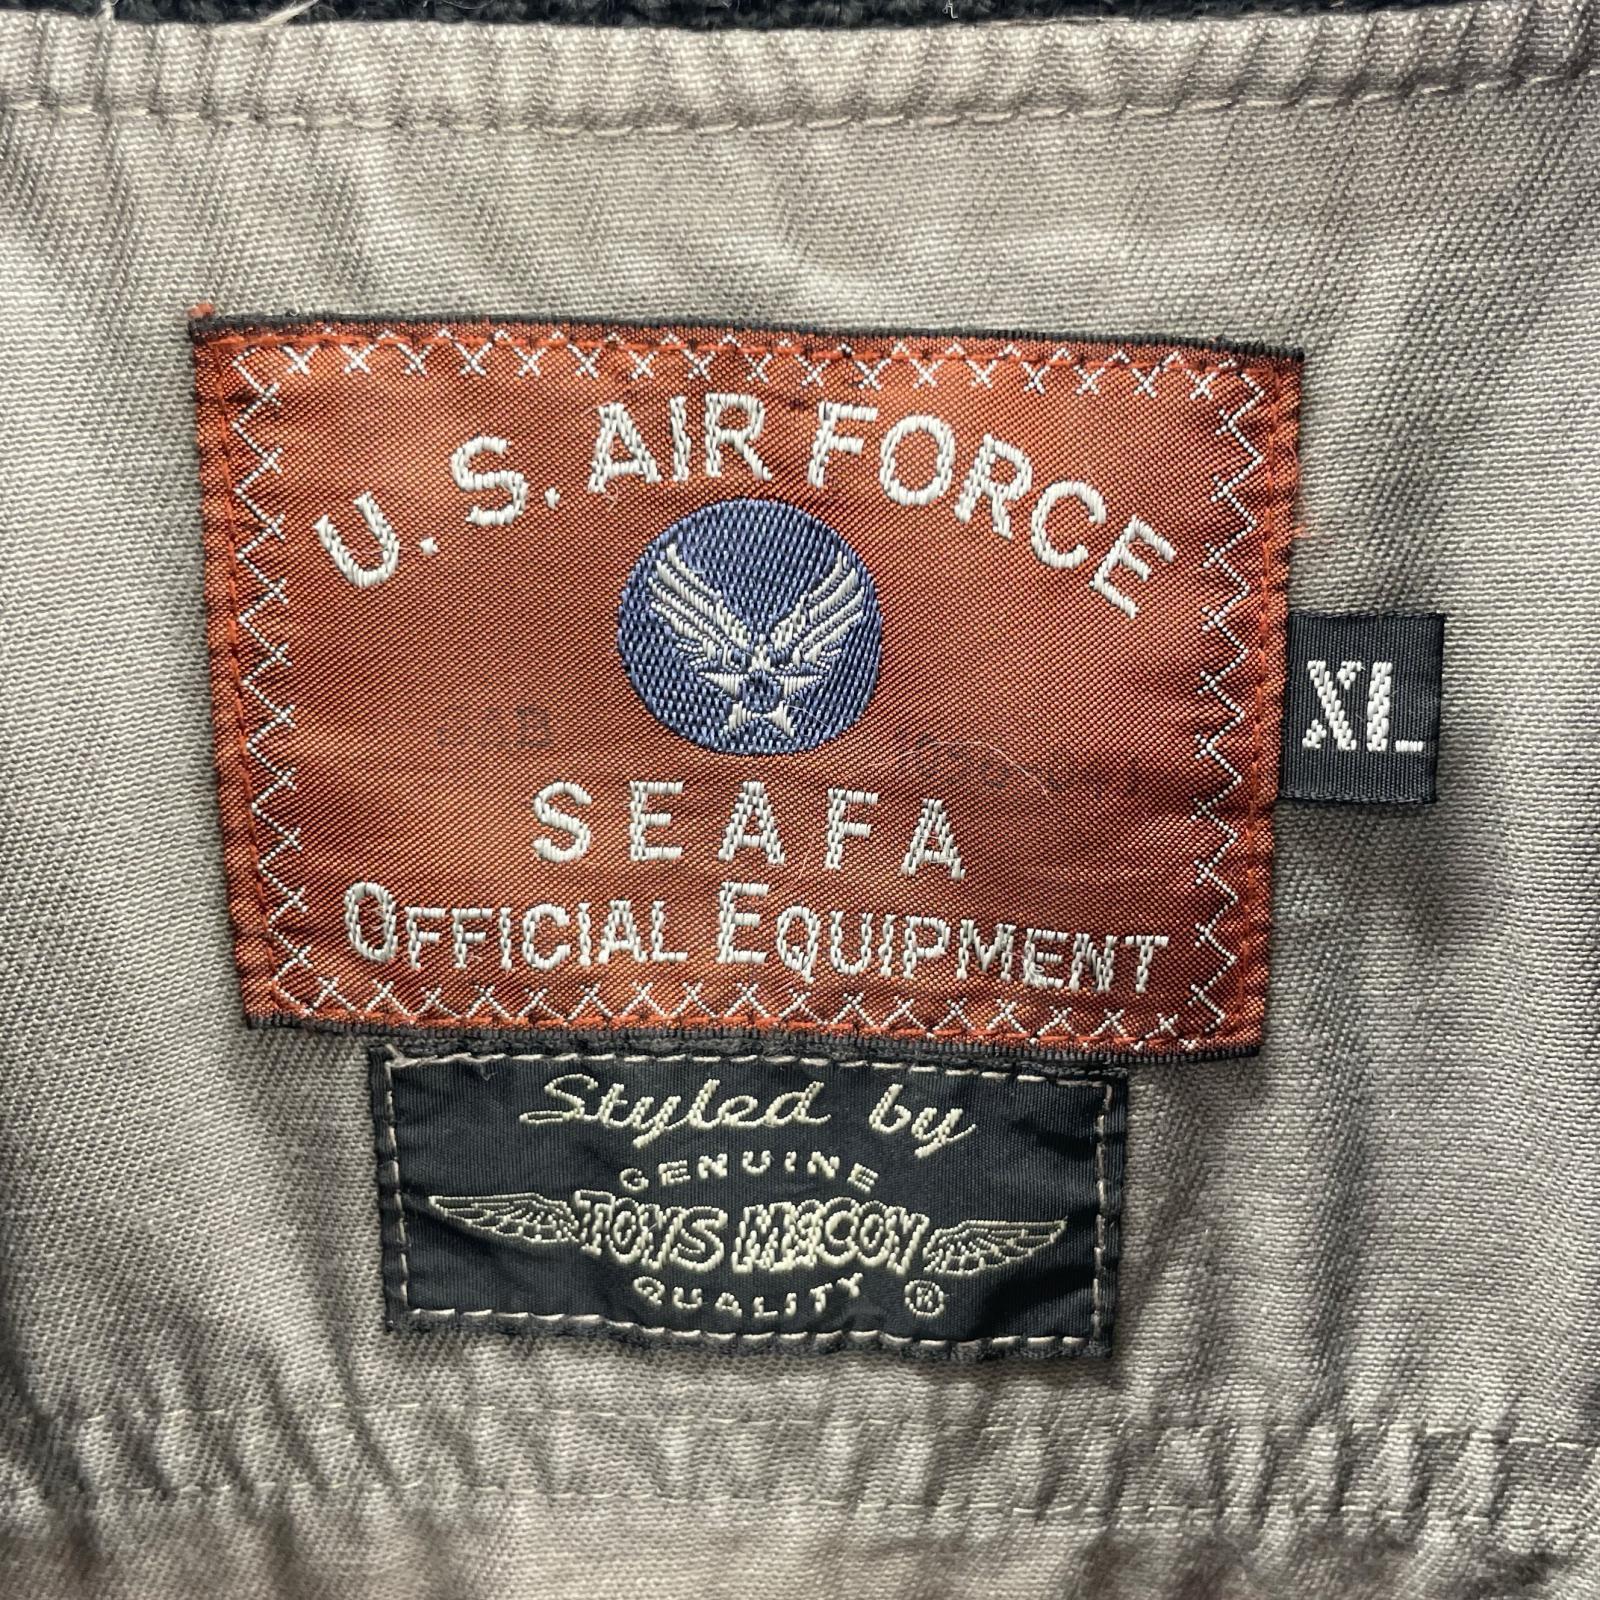 U.S. AIR FORCE
SEAFA
OFFICIAL EQUIPMENT
XL
Styled by
GENUINE
TOYS McCOY
QUALITY ®